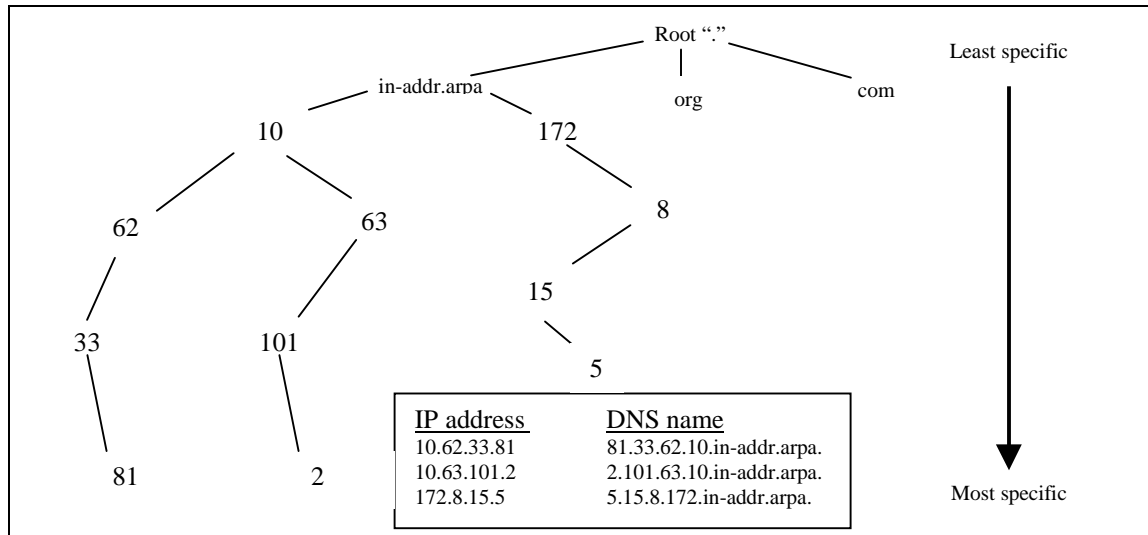 Root “.”
Least specific
in-addr.arpa
org
com
10
172
62
63
8
15
33
101
5
IP address DNS name
10.62.33.81 81.33.62.10.in-addr.arpa.
10.63.101.2 2.101.63.10.in-addr.arpa.
172.8.15.5 5.15.8.172.in-addr.arpa.
81
2
Most specific